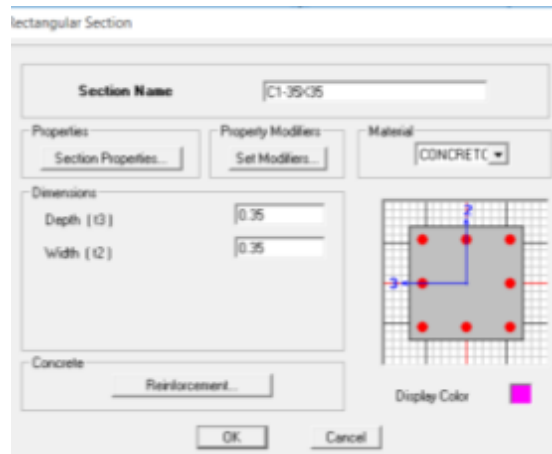 Rectangular Section
Section Name
C1-35X35
Properties
Section Properties...
Property Modifiers
Set Modifiers...
Material
CONCRETC
Dimensions
Depth ( t3 )
0.35
Width ( t2 )
0.35
2
3
Concrete
Reinforcement...
Display Color
OK
Cancel